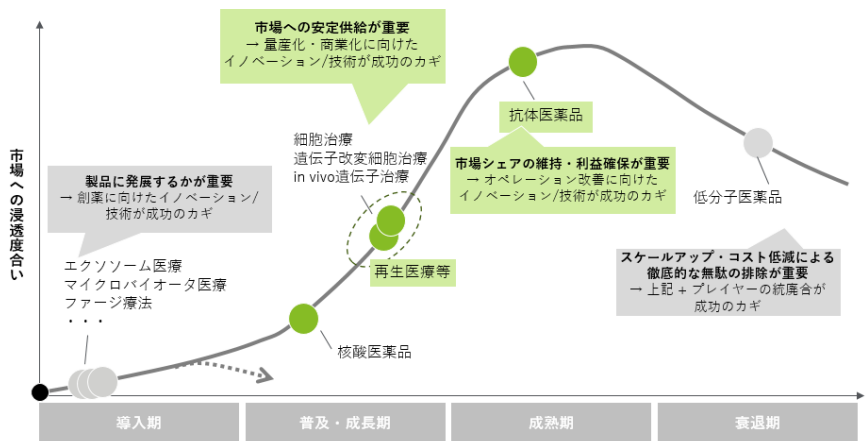 市場への安定供給が重要
→ 量産化・商業化に向けた
イノベーション/技術が成功のカギ
抗体医薬品
細胞治療
遺伝子改変細胞治療
in vivo遺伝子治療
市場シェアの維持・利益確保が重要
→ オペレーション改善に向けた
イノベーション/技術が成功のカギ
市場への浸透度合い
製品に発展するかが重要
→ 創薬に向けたイノベーション/
技術が成功のカギ
低分子医薬品
エクソソーム医療
マイクロバイオータ医療
ファージ療法
・・・
再生医療等
スケールアップ・コスト低減による
徹底的な無駄の排除が重要
→ 上記 + プレイヤーの統廃合が
成功のカギ
核酸医薬品
導入期
普及・成長期
成熟期
衰退期